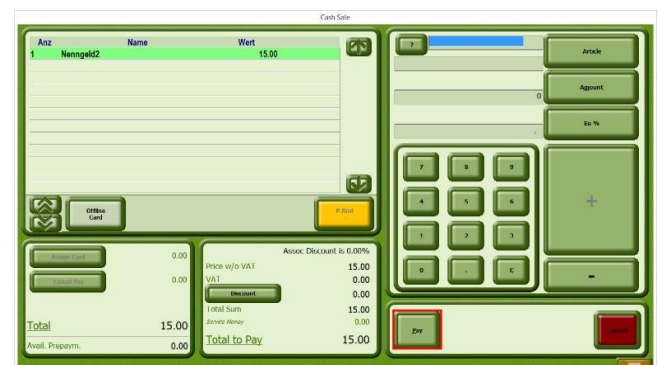 Cash Sale
Anz Name Wert
1 Nenngeld2 15.00
Offline
Card
P.Rnd
Assign Card 0.00
Cancel Pay 0.00
Total 15.00
Avail. Prepaym. 0.00
Assoc Discount is 0.00%
Price w/o VAT 15.00
VAT 0.00
Discount 0.00
Total Sum 15.00
Service Money 0.00
Total to Pay 15.00
?
0
Article
Amount
7 8 9
4 5 6
1 2 3
0 . C
+
-
Pay
Cancel